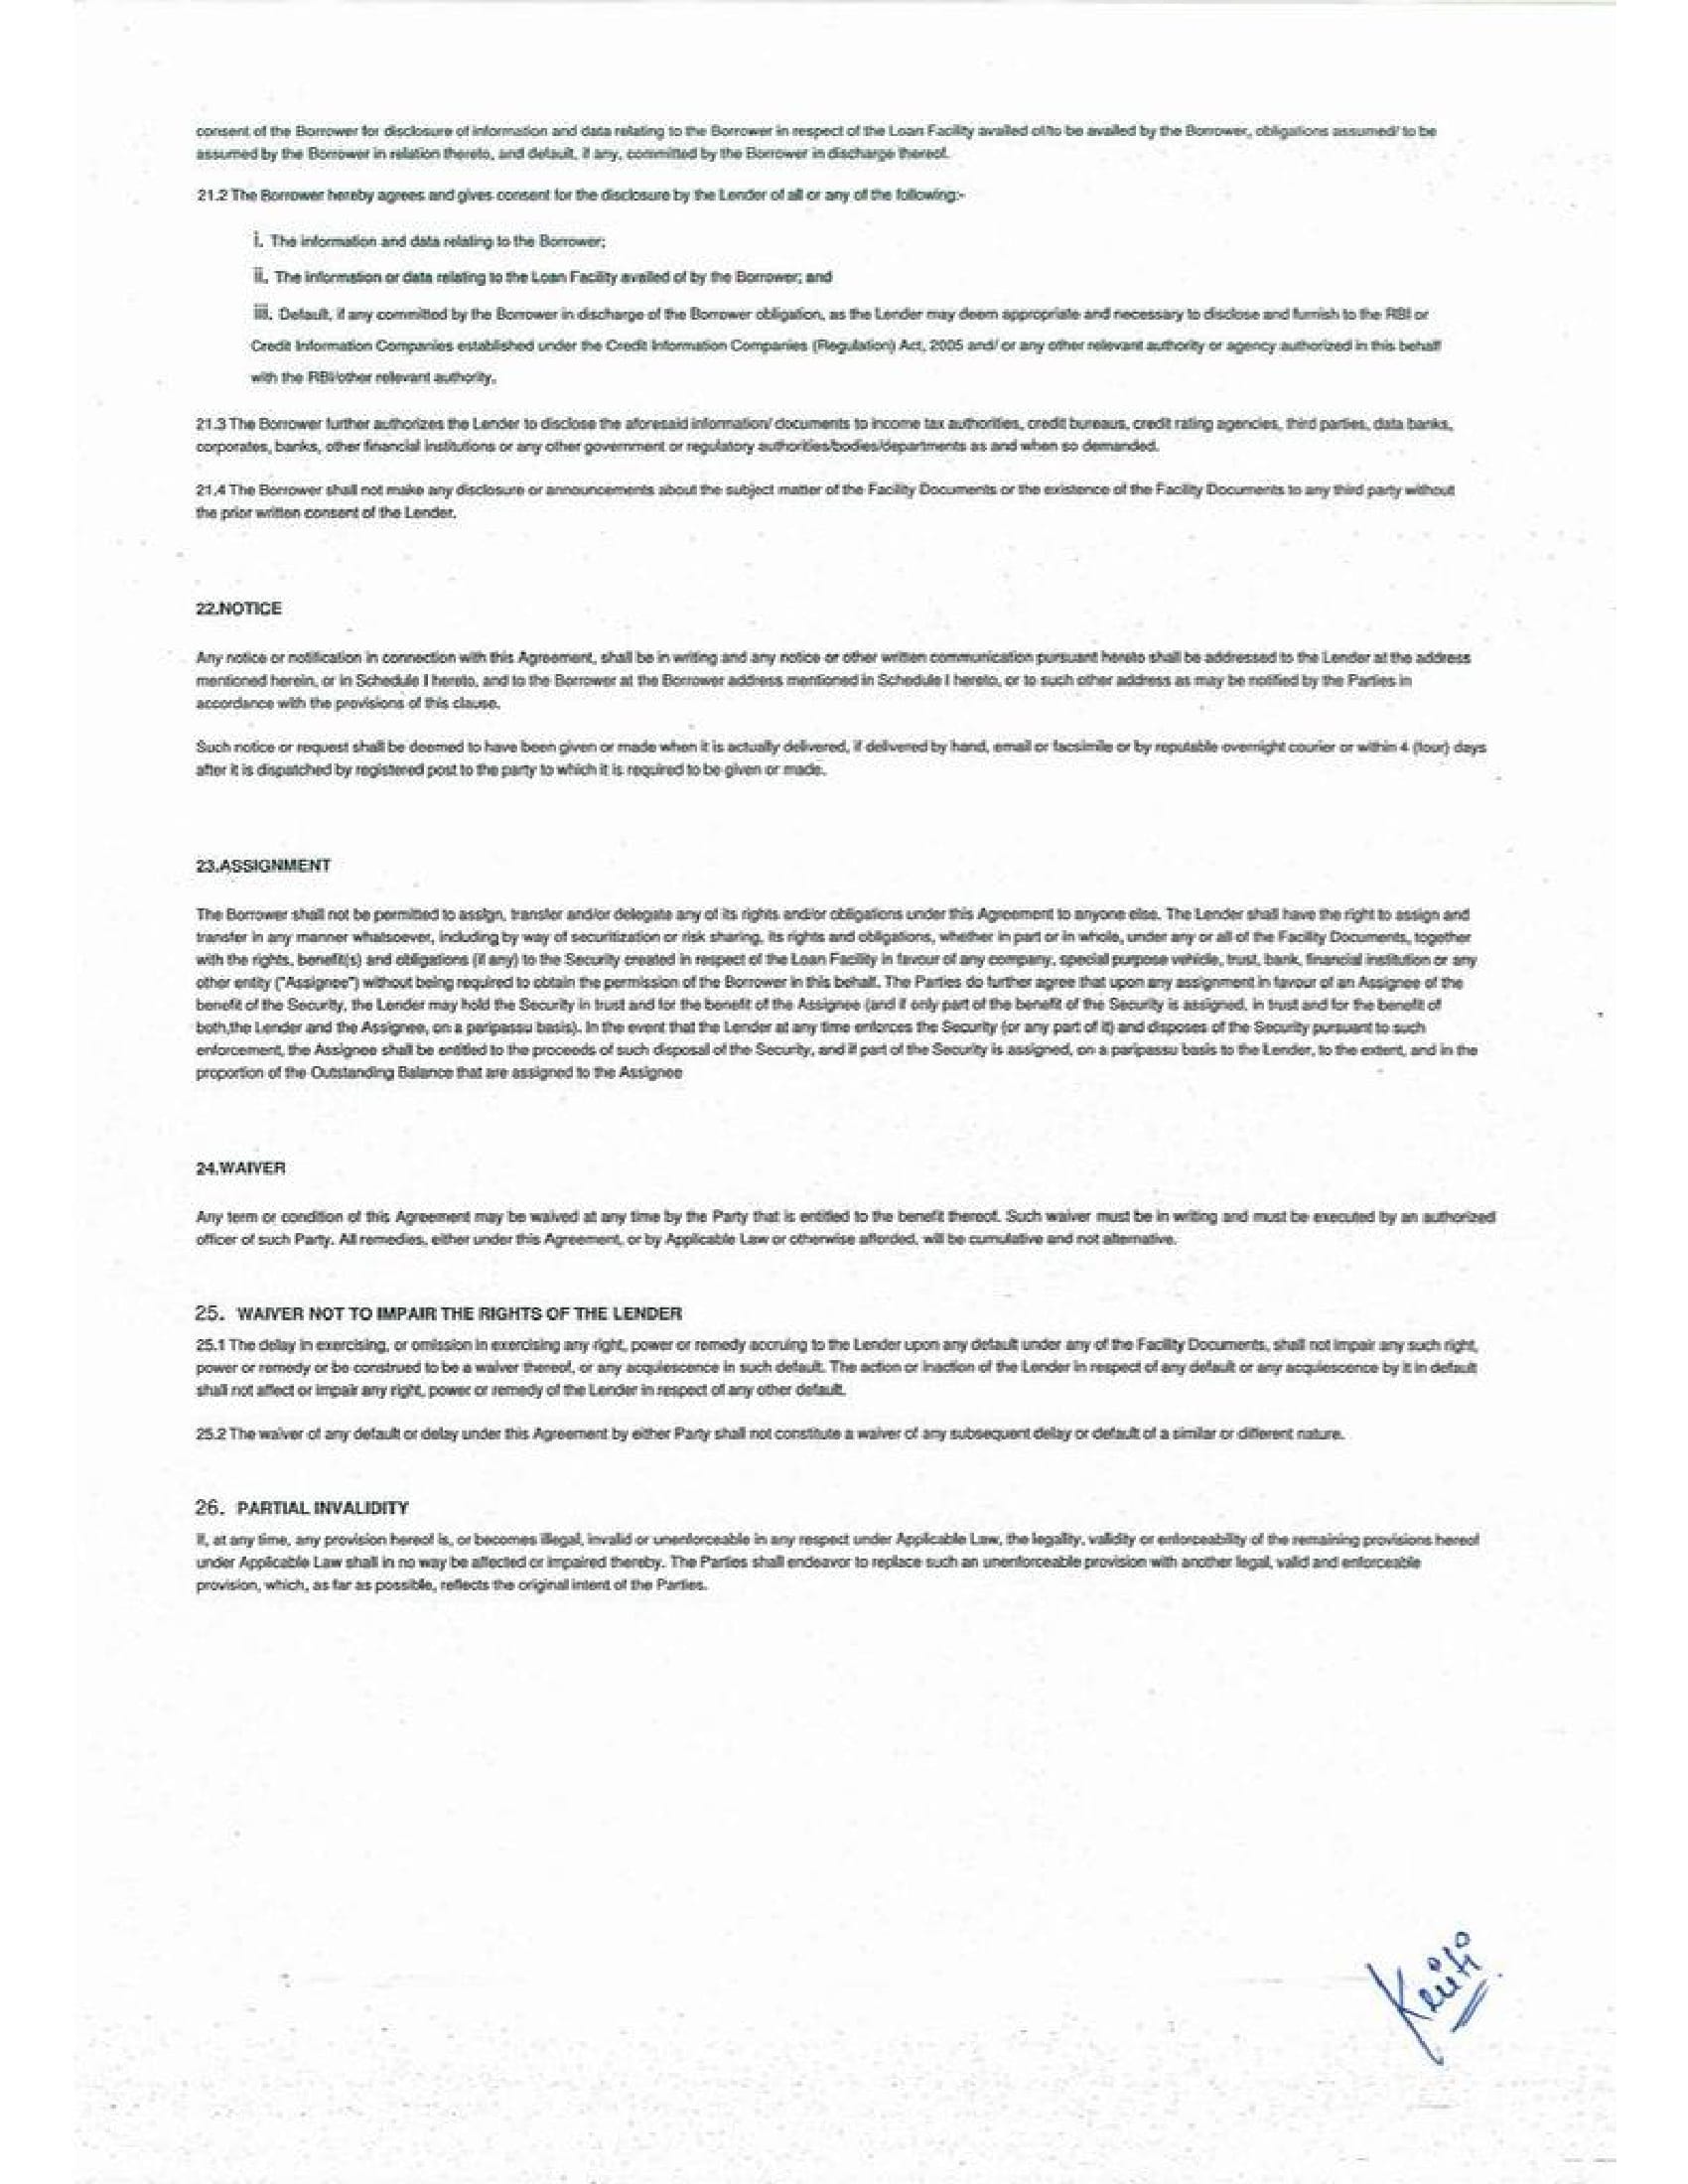 consent of the Borrower for disclosure of information and data relating to the Borrower in respect of the Loan Facility availed of/to be availed by the Borrower, obligations assumed/ to be
assumed by the Borrower in relation thereto, and default, if any, committed by the Borrower in discharge thereof.
21.2 The Borrower hereby agrees and gives consent for the disclosure by the Lender of all or any of the following:-
i. The information and data relating to the Borrower;
ii. The information or data relating to the Loan Facility availed of by the Borrower; and
iii. Default, if any committed by the Borrower in discharge of the Borrower obligation, as the Lender may deem appropriate and necessary to disclose and furnish to the RBI or
Credit Information Companies established under the Credit Information Companies (Regulation) Act, 2005 and/ or any other relevant authority or agency authorized in this behalf
with the RBI/other relevant authority.
21.3 The Borrower further authorizes the Lender to disclose the aforesaid information/ documents to income tax authorities, credit bureaus, credit rating agencies, third parties, data banks,
corporates, banks, other financial institutions or any other government or regulatory authorities/bodies/departments as and when so demanded.
21.4 The Borrower shall not make any disclosure or announcements about the subject matter of the Facility Documents or the existence of the Facility Documents to any third party without
the prior written consent of the Lender.
22.NOTICE
Any notice or notification in connection with this Agreement, shall be in writing and any notice or other written communication pursuant hereto shall be addressed to the Lender at the address
mentioned herein, or in Schedule I hereto, and to the Borrower at the Borrower address mentioned in Schedule I hereto, or to such other address as may be notified by the Parties in
accordance with the provisions of this clause.
Such notice or request shall be deemed to have been given or made when it is actually delivered, if delivered by hand, email or facsimile or by reputable overnight courier or within 4 (four) days
after it is dispatched by registered post to the party to which it is required to be given or made.
23.ASSIGNMENT
The Borrower shall not be permitted to assign, transfer and/or delegate any of its rights and/or obligations under this Agreement to anyone else. The Lender shall have the right to assign and
transfer in any manner whatsoever, including by way of securitization or risk sharing, its rights and obligations, whether in part or in whole, under any or all of the Facility Documents, together
with the rights, benefit(s) and obligations (if any) to the Security created in respect of the Loan Facility in favour of any company, special purpose vehicle, trust, bank, financial institution or any
other entity ("Assignee") without being required to obtain the permission of the Borrower in this behalf. The Parties do further agree that upon any assignment in favour of an Assignee of the
benefit of the Security, the Lender may hold the Security in trust and for the benefit of the Assignee (and if only part of the benefit of the Security is assigned, in trust and for the benefit of
both,the Lender and the Assignee, on a paripassu basis). In the event that the Lender at any time enforces the Security (or any part of it) and disposes of the Security pursuant to such
enforcement, the Assignee shall be entitled to the proceeds of such disposal of the Security, and if part of the Security is assigned, on a paripassu basis to the Lender, to the extent, and in the
proportion of the Outstanding Balance that are assigned to the Assignee
24.WAIVER
Any term or condition of this Agreement may be waived at any time by the Party that is entitled to the benefit thereof. Such waiver must be in writing and must be executed by an authorized
officer of such Party. All remedies, either under this Agreement, or by Applicable Law or otherwise afforded, will be cumulative and not alternative.
25. WAIVER NOT TO IMPAIR THE RIGHTS OF THE LENDER
25.1 The delay in exercising, or omission in exercising any right, power or remedy accruing to the Lender upon any default under any of the Facility Documents, shall not impair any such right,
power or remedy or be construed to be a waiver thereof, or any acquiescence in such default. The action or inaction of the Lender in respect of any default or any acquiescence by it in default
shall not affect or impair any right, power or remedy of the Lender in respect of any other default.
25.2 The waiver of any default or delay under this Agreement by either Party shall not constitute a waiver of any subsequent delay or default of a similar or different nature.
26. PARTIAL INVALIDITY
If, at any time, any provision hereof is, or becomes illegal, invalid or unenforceable in any respect under Applicable Law, the legality, validity or enforceability of the remaining provisions hereof
under Applicable Law shall in no way be affected or impaired thereby. The Parties shall endeavor to replace such an unenforceable provision with another legal, valid and enforceable
provision, which, as far as possible, reflects the original intent of the Parties.